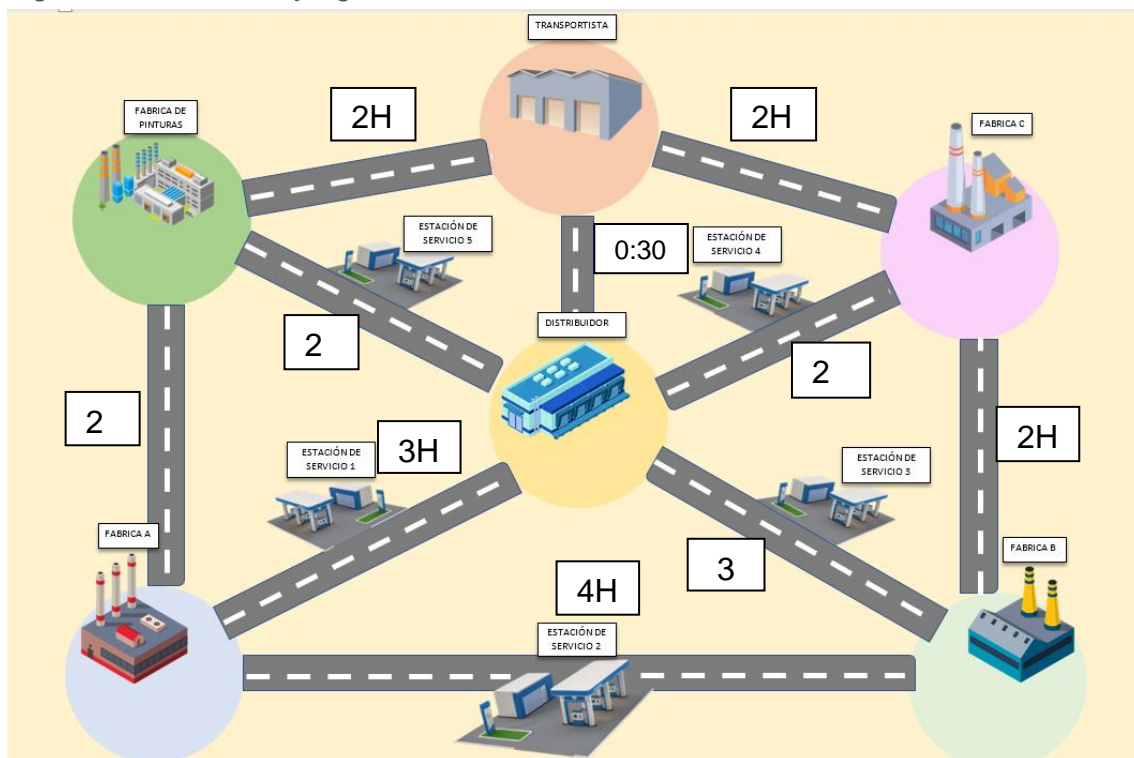 TRANSPORTISTA
2H
2H
FABRICA DE
PINTURAS
FABRICA C
ESTACIÓN DE
SERVICIO 5
0:30
ESTACIÓN DE
SERVICIO 4
DISTRIBUIDOR
2
2
2
3H
2H
ESTACIÓN DE
SERVICIO 1
ESTACIÓN DE
SERVICIO 3
FABRICA A
FABRICA B
3
4H
ESTACIÓN DE
SERVICIO 2